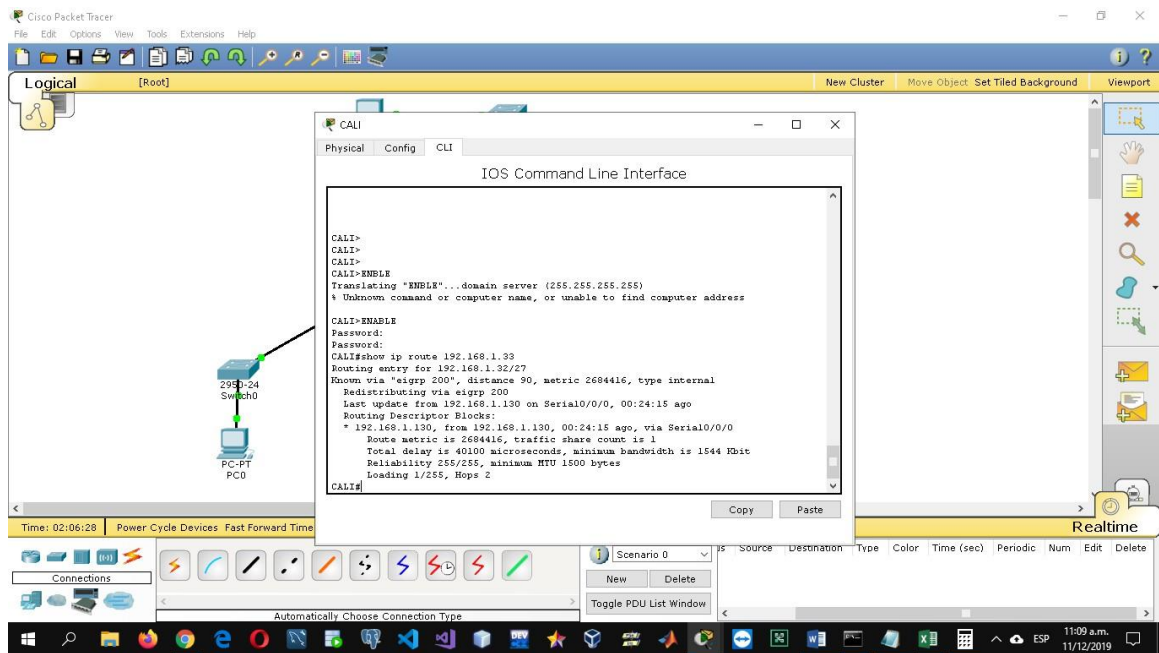 Cisco Packet Tracer
File Edit Options View Tools Extensions Help
Logical [Root] New Cluster Move Object Set Tiled Background Viewport
CALI
Physical Config CLI
IOS Command Line Interface
CALI>
CALI>
CALI>
CALI>ENBLE
Translating "ENBLE"...domain server (255.255.255.255)
% Unknown command or computer name, or unable to find computer address
CALI>ENABLE
Password:
Password:
CALI#show ip route 192.168.1.33
Routing entry for 192.168.1.32/27
Known via "eigrp 200", distance 90, metric 2684416, type internal
Redistributing via eigrp 200
Last update from 192.168.1.130 on Serial0/0/0, 00:24:15 ago
Routing Descriptor Blocks:
* 192.168.1.130, from 192.168.1.130, 00:24:15 ago, via Serial0/0/0
Route metric is 2684416, traffic share count is 1
Total delay is 40100 microseconds, minimum bandwidth is 1544 Kbit
Reliability 255/255, minimum MTU 1500 bytes
Loading 1/255, Hops 2
CALI#
Copy Paste
2950-24
Switch0
PC-PT
PC0
Time: 02:06:28 Power Cycle Devices Fast Forward Time
Realtime
Connections
Automatically Choose Connection Type
Scenario 0
New Delete
Toggle PDU List Window
Source Destination Type Color Time (sec) Periodic Num Edit Delete
ESP
11:09 a.m.
11/12/2019